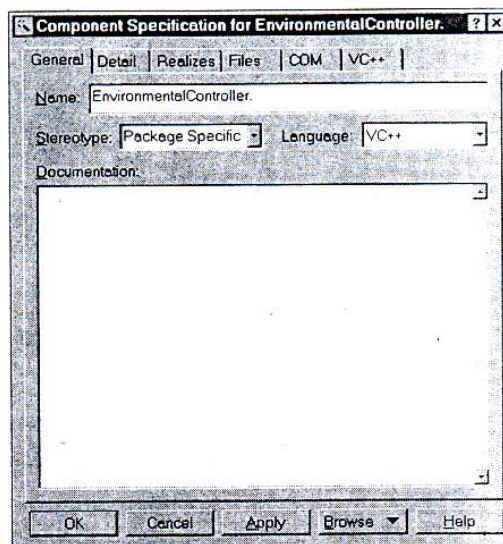 Component Specification for EnvironmentalController. ? X
General Detail Realizes Files COM VC++
Name: EnvironmentalController.
Stereotype: Package Specific Language: VC++
Documentation:
OK Cancel Apply Browse Help